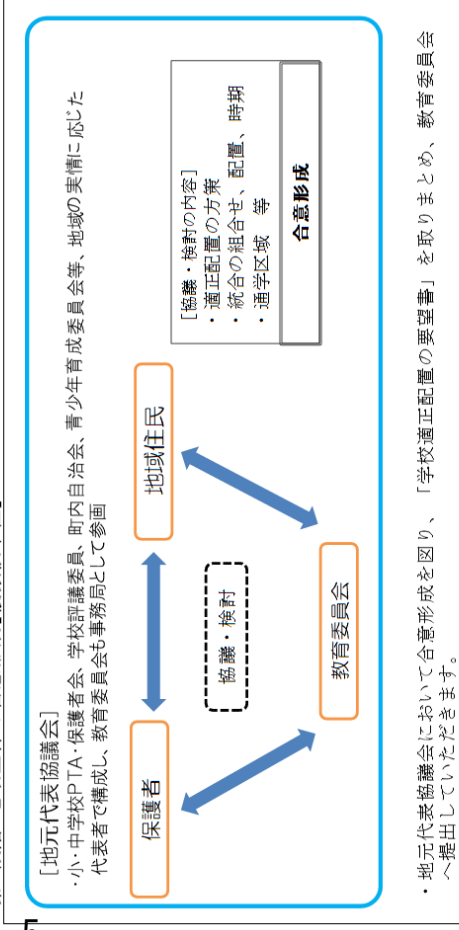 [地元代表協議会]
・小・中学校PTA・保護者会、学校評議委員、町内自治会、青少年育成委員会等、地域の実情に応じた
代表者で構成し、教育委員会も事務局として参画
保護者
地域住民
協議・検討
教育委員会
[協議・検討の内容]
・適正配置の方策
・統合の組合せ、配置、時期
・通学区域　等
合意形成
・地元代表協議会において合意形成を図り、「学校適正配置の要望書」を取りまとめ、教育委員会
へ提出していただきます。